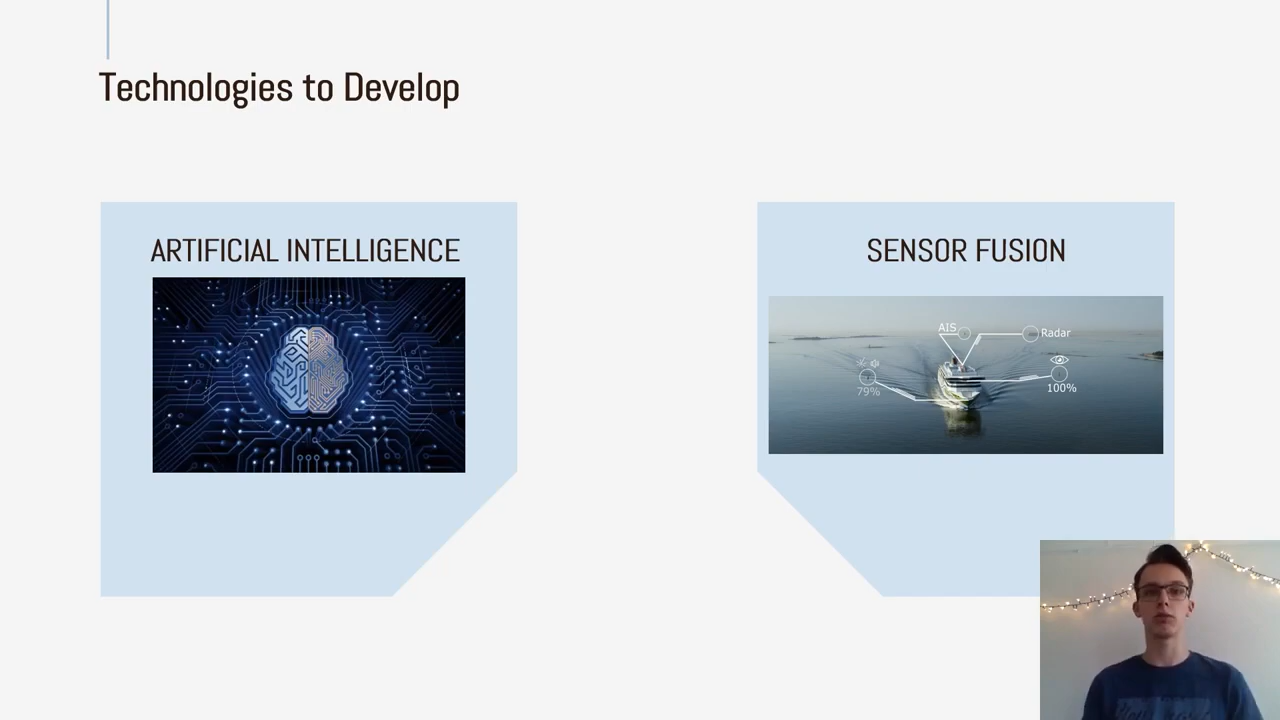 Technologies to Develop
ARTIFICIAL INTELLIGENCE
SENSOR FUSION
AIS
Radar
79%
100%